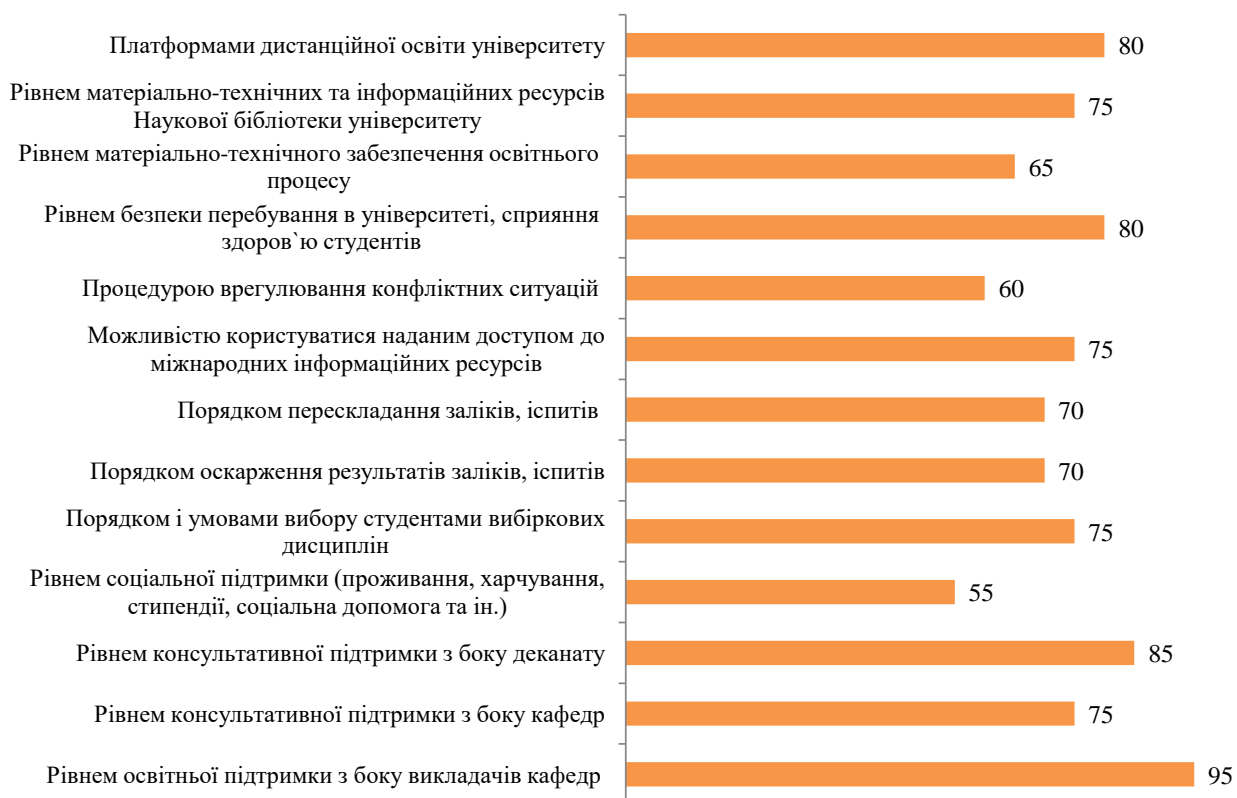 Платформами дистанційної освіти університету
80
Рівнем матеріально-технічних та інформаційних ресурсів
Наукової бібліотеки університету
75
Рівнем матеріально-технічного забезпечення освітнього
процесу
65
Рівнем безпеки перебування в університеті, сприяння
здоров`ю студентів
80
Процедурою врегулювання конфліктних ситуацій
60
Можливістю користуватися наданим доступом до
міжнародних інформаційних ресурсів
75
Порядком перескладання заліків, іспитів
70
Порядком оскарження результатів заліків, іспитів
70
Порядком і умовами вибору студентами вибіркових
дисциплін
75
Рівнем соціальної підтримки (проживання, харчування,
стипендії, соціальна допомога та ін.)
55
Рівнем консультативної підтримки з боку деканату
85
Рівнем консультативної підтримки з боку кафедр
75
Рівнем освітньої підтримки з боку викладачів кафедр
95